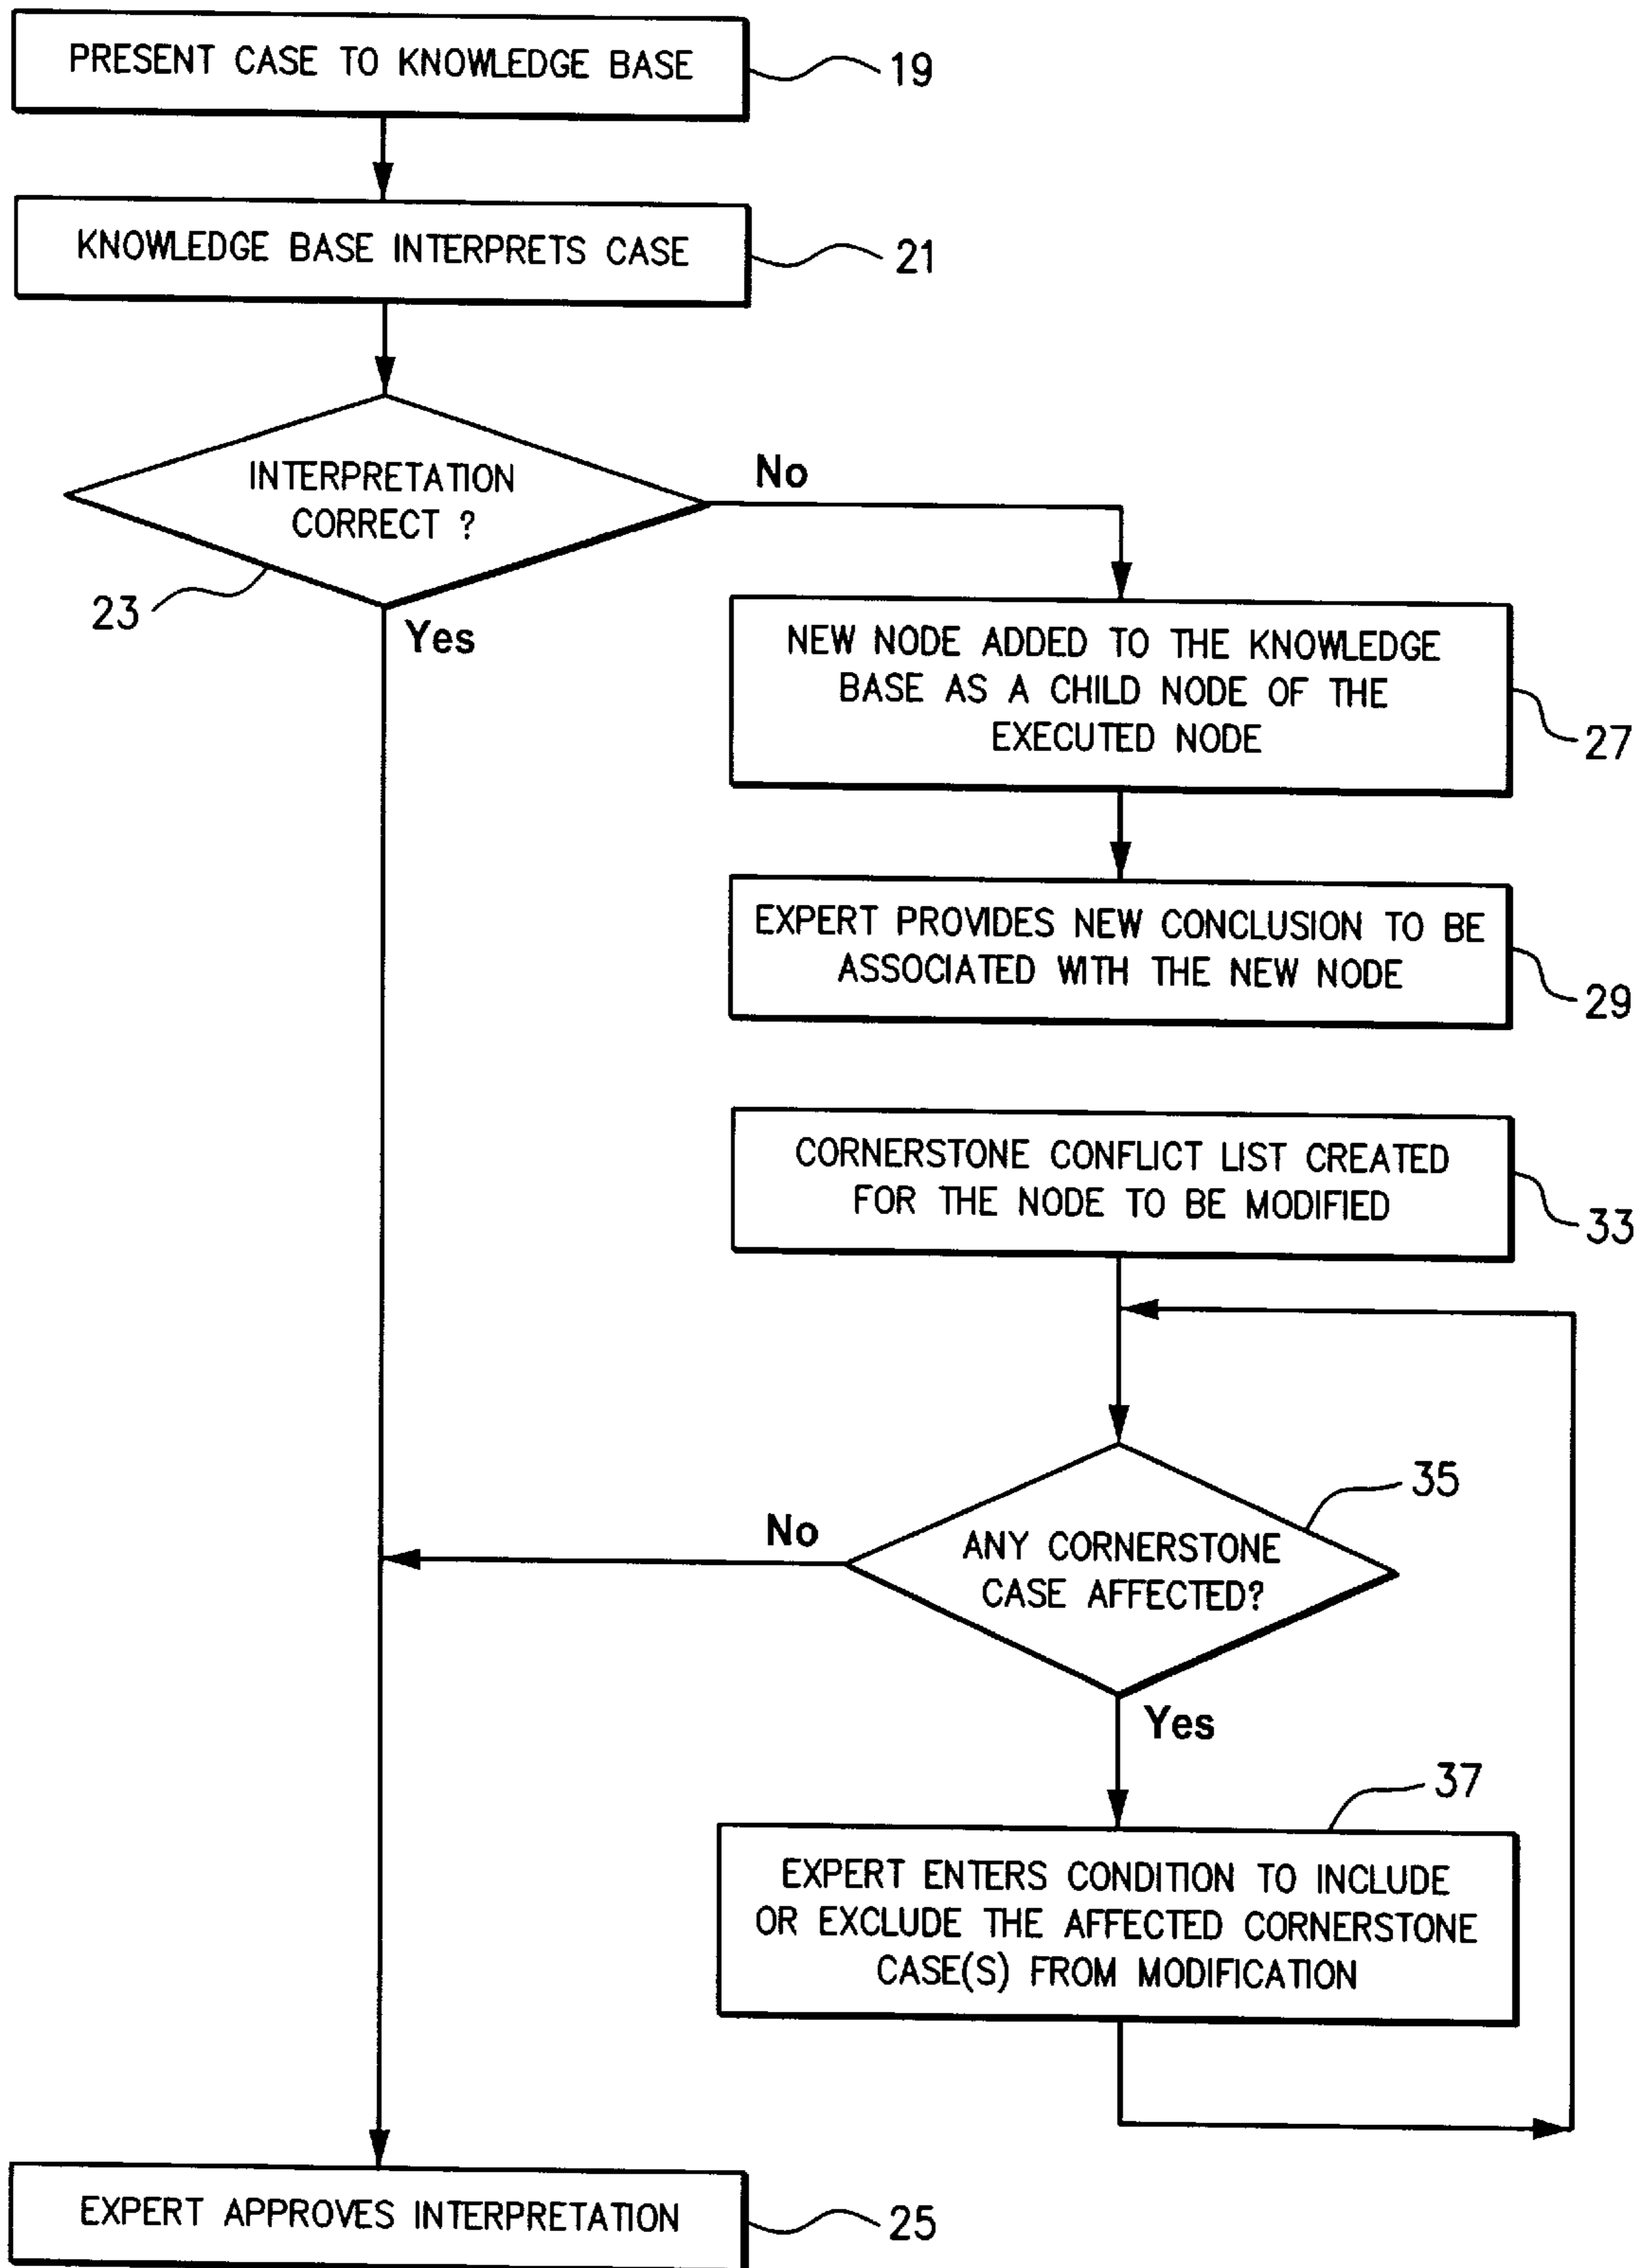 PRESENT CASE TO KNOWLEDGE BASE
19
KNOWLEDGE BASE INTERPRETS CASE
21
INTERPRETATION
CORRECT ?
23
No
Yes
NEW NODE ADDED TO THE KNOWLEDGE
BASE AS A CHILD NODE OF THE
EXECUTED NODE
27
EXPERT PROVIDES NEW CONCLUSION TO BE
ASSOCIATED WITH THE NEW NODE
29
CORNERSTONE CONFLICT LIST CREATED
FOR THE NODE TO BE MODIFIED
33
ANY CORNERSTONE
CASE AFFECTED?
35
No
Yes
37
EXPERT ENTERS CONDITION TO INCLUDE
OR EXCLUDE THE AFFECTED CORNERSTONE
CASE(S) FROM MODIFICATION
EXPERT APPROVES INTERPRETATION
25